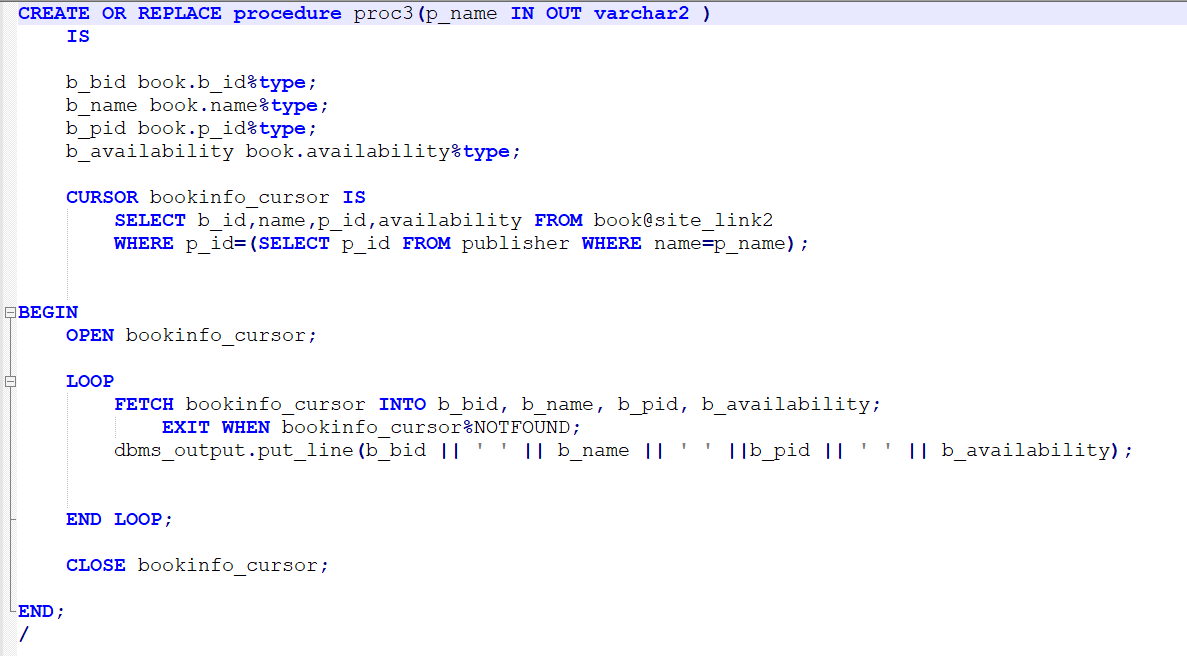 CREATE OR REPLACE procedure proc3(p_name IN OUT varchar2 )
IS
b_bid book.b_id%type;
b_name book.name%type;
b_pid book.p_id%type;
b_availability book.availability%type;
CURSOR bookinfo_cursor IS
SELECT b_id,name,p_id,availability FROM book@site_link2
WHERE p_id=(SELECT p_id FROM publisher WHERE name=p_name);
BEGIN
OPEN bookinfo_cursor;
LOOP
FETCH bookinfo_cursor INTO b_bid, b_name, b_pid, b_availability;
EXIT WHEN bookinfo_cursor%NOTFOUND;
dbms_output.put_line(b_bid || ' ' || b_name || ' ' ||b_pid || ' ' || b_availability);
END LOOP;
CLOSE bookinfo_cursor;
END;
/